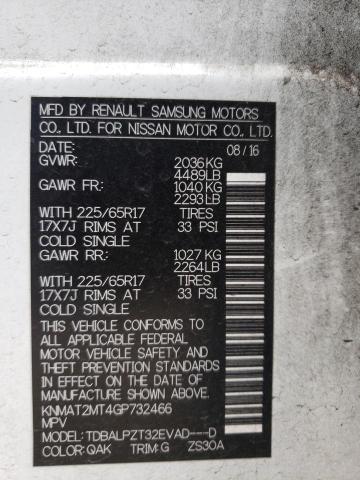 MFD BY RENAULT SAMSUNG MOTORS
CO., LTD. FOR NISSAN MOTOR CO., LTD.
DATE: 08/16
GVWR: 2036KG
4489LB
GAWR FR: 1040KG
2293LB
WITH 225/65R17 TIRES
17X7J RIMS AT 33 PSI
COLD SINGLE
GAWR RR: 1027KG
2264LB
WITH 225/65R17 TIRES
17X7J RIMS AT 33 PSI
COLD SINGLE
THIS VEHICLE CONFORMS TO
ALL APPLICABLE FEDERAL
MOTOR VEHICLE SAFETY AND
THEFT PREVENTION STANDARDS
IN EFFECT ON THE DATE OF
MANUFACTURE SHOWN ABOVE.
KNMAT2MT4GP732466
MPV
MODEL: TDBALPZT32EVAD---D
COLOR: QAK TRIM:G ZS30A